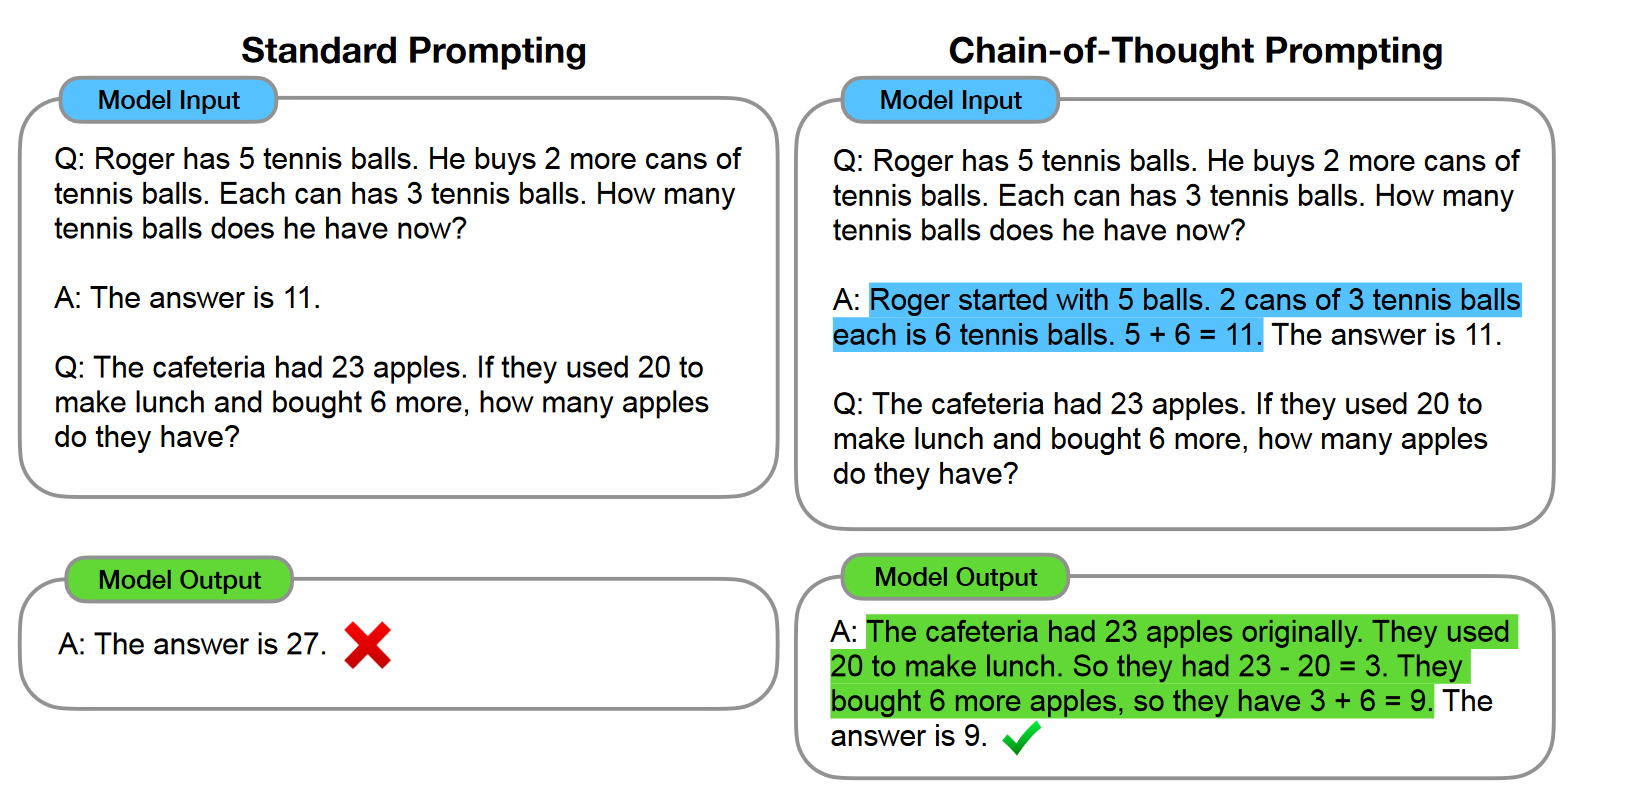 Standard Prompting
Model Input
Q: Roger has 5 tennis balls. He buys 2 more cans of
tennis balls. Each can has 3 tennis balls. How many
tennis balls does he have now?
A: The answer is 11.
Q: The cafeteria had 23 apples. If they used 20 to
make lunch and bought 6 more, how many apples
do they have?
Model Output
A: The answer is 27.
Chain-of-Thought Prompting
Model Input
Q: Roger has 5 tennis balls. He buys 2 more cans of
tennis balls. Each can has 3 tennis balls. How many
tennis balls does he have now?
A: Roger started with 5 balls. 2 cans of 3 tennis balls
each is 6 tennis balls. 5 + 6 = 11. The answer is 11.
Q: The cafeteria had 23 apples. If they used 20 to
make lunch and bought 6 more, how many apples
do they have?
Model Output
A: The cafeteria had 23 apples originally. They used
20 to make lunch. So they had 23 - 20 = 3. They
bought 6 more apples, so they have 3 + 6 = 9. The
answer is 9.